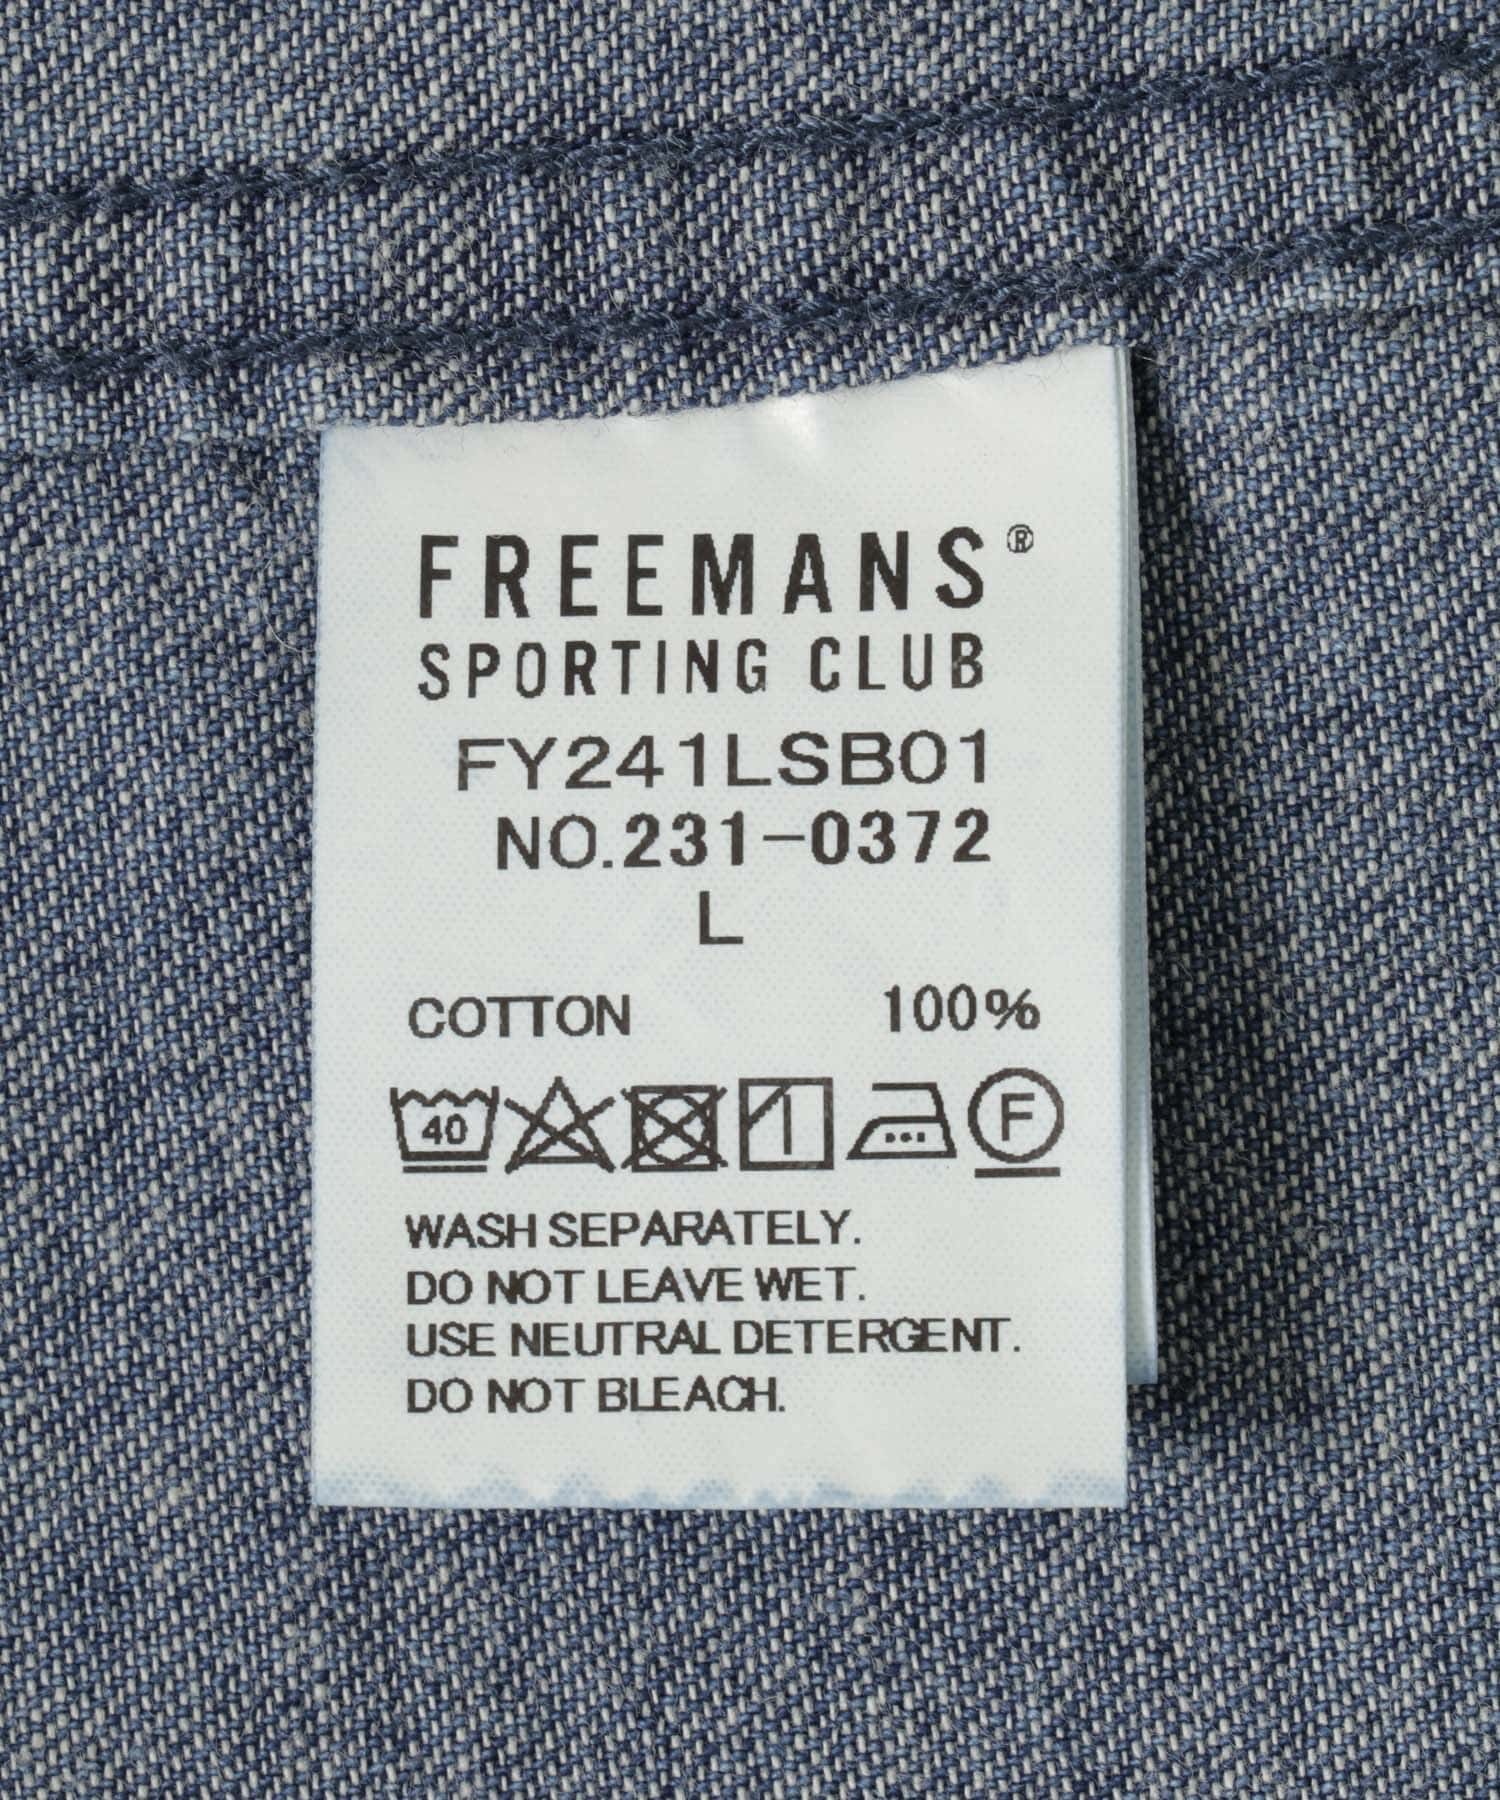 FREEMANS®
SPORTING CLUB
FY241LSB01
NO.231-0372
L
COTTON 100%
40 F
WASH SEPARATELY.
DO NOT LEAVE WET.
USE NEUTRAL DETERGENT.
DO NOT BLEACH.